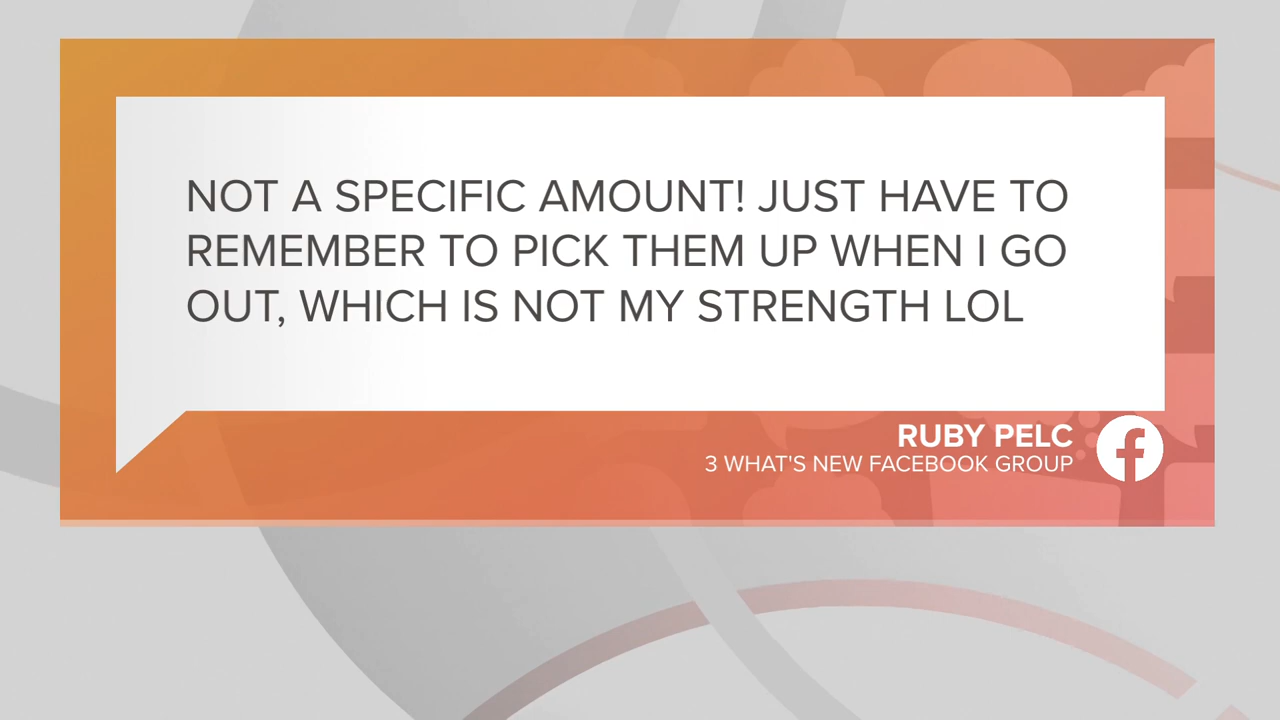 NOT A SPECIFIC AMOUNT! JUST HAVE TO
REMEMBER TO PICK THEM UP WHEN I GO
OUT, WHICH IS NOT MY STRENGTH LOL
RUBY PELC
3 WHAT'S NEW FACEBOOK GROUP